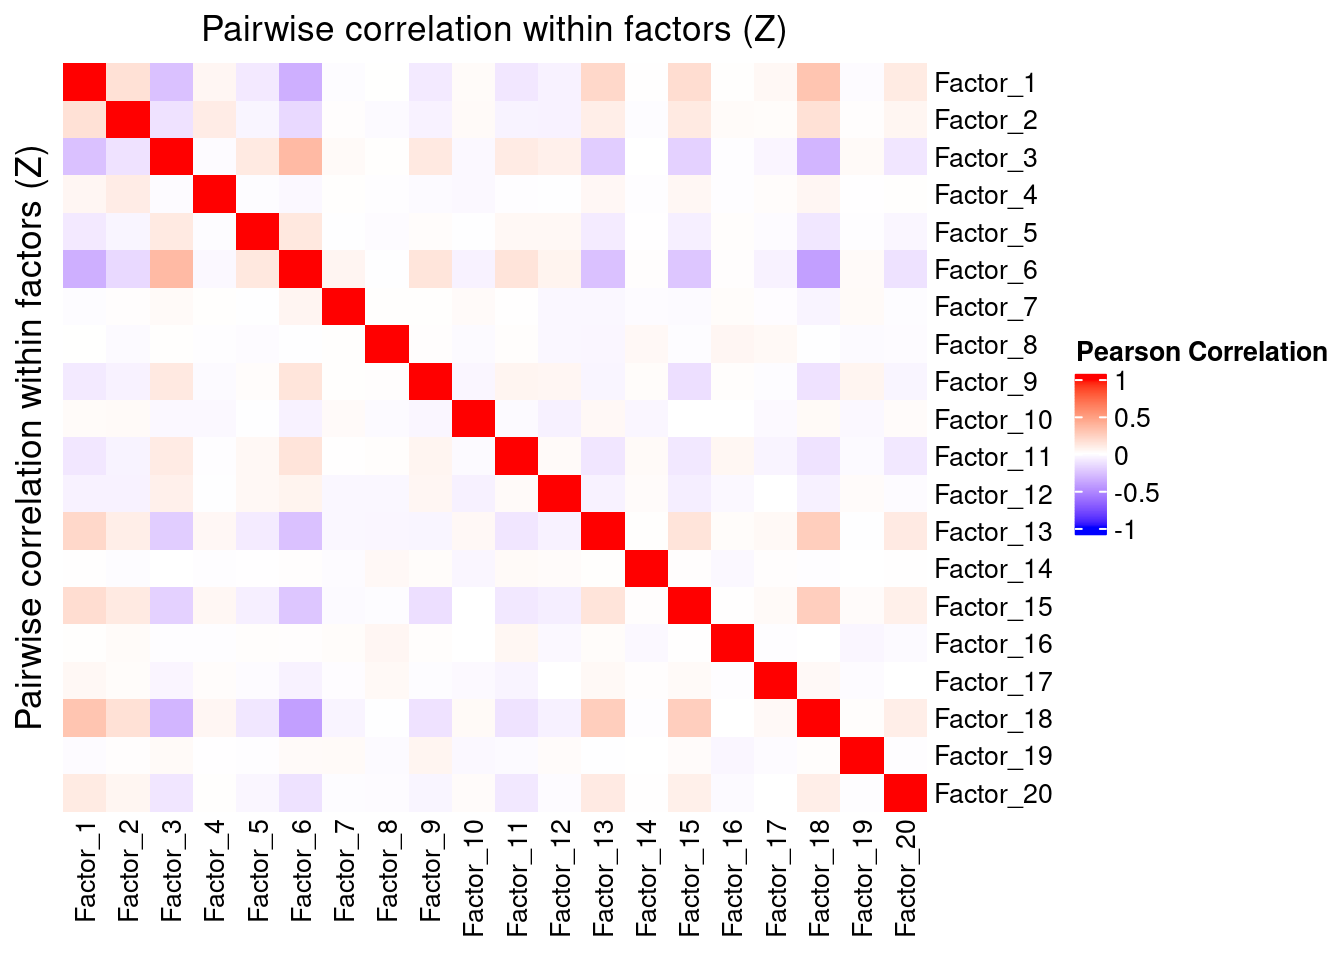 Pairwise correlation within factors (Z)
Pairwise correlation within factors (Z)
Factor_1
Factor_2
Factor_3
Factor_4
Factor_5
Factor_6
Factor_7
Factor_8
Factor_9
Factor_10
Factor_11
Factor_12
Factor_13
Factor_14
Factor_15
Factor_16
Factor_17
Factor_18
Factor_19
Factor_20
Pearson Correlation
1
0.5
0
-0.5
-1
Factor_1
Factor_2
Factor_3
Factor_4
Factor_5
Factor_6
Factor_7
Factor_8
Factor_9
Factor_10
Factor_11
Factor_12
Factor_13
Factor_14
Factor_15
Factor_16
Factor_17
Factor_18
Factor_19
Factor_20